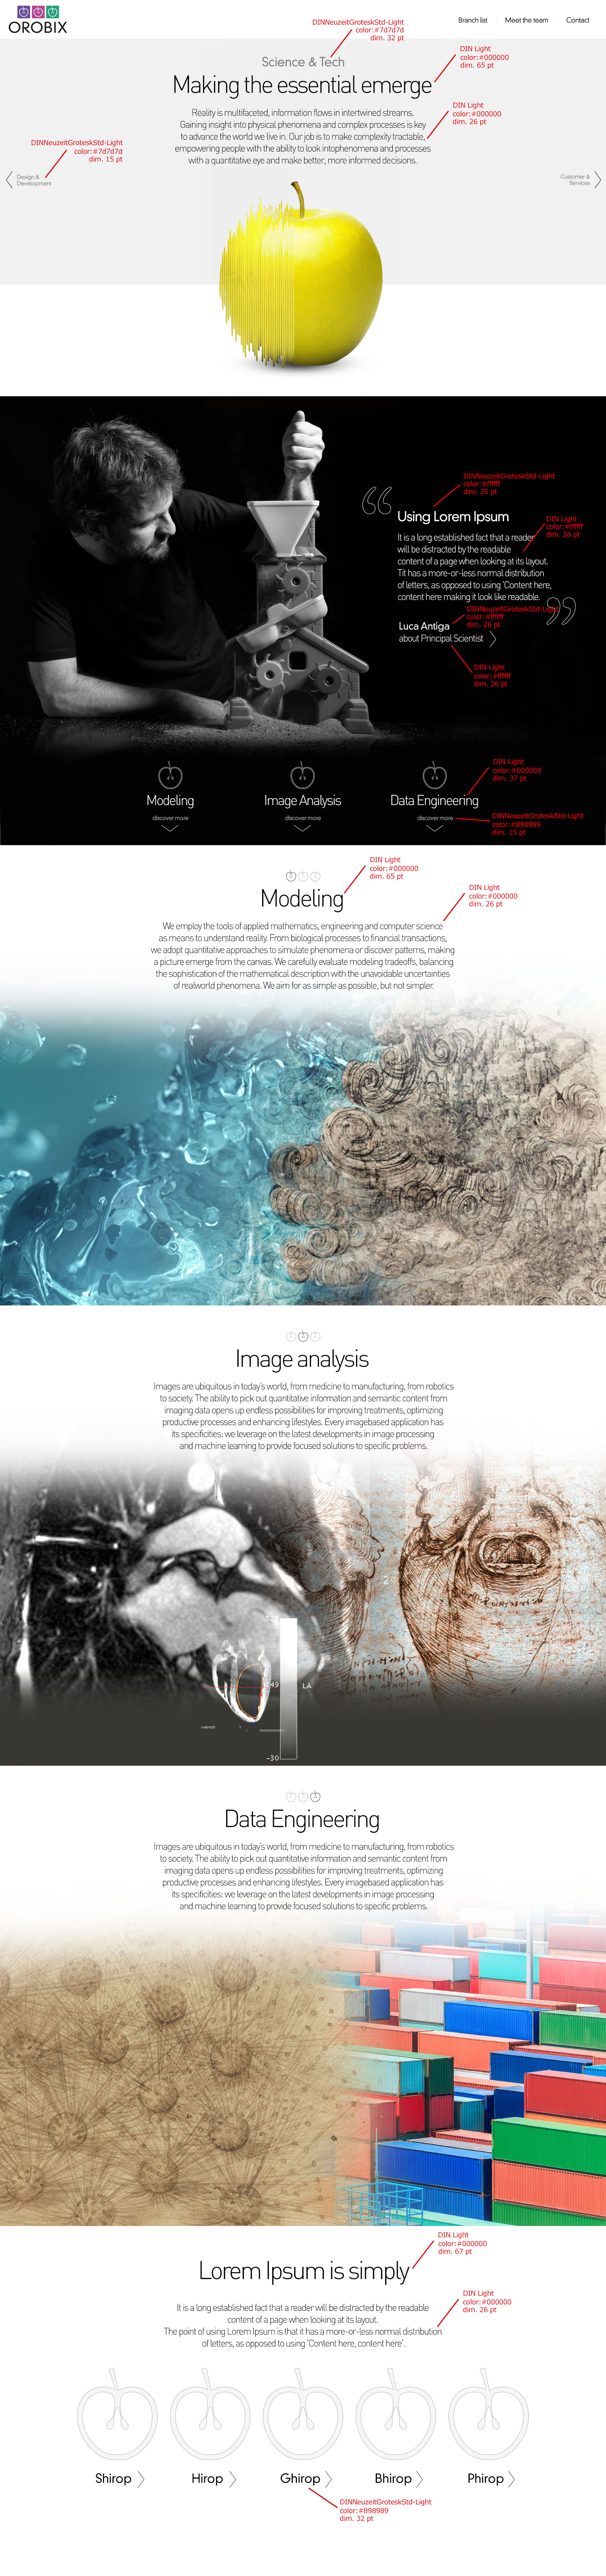 OROBIX
Branch list
Meet the team
Contact
DINNeuzeitGroteskStd-Light
color: #7d7d7d
dim. 32 pt
Science & Tech
DIN Light
color: #000000
dim. 65 pt
Making the essential emerge
DIN Light
color: #000000
dim. 26 pt
Reality is multifaceted, information flows in intertwined streams.
Gaining insight into physical phenomena and complex processes is key
to advance the world we live in. Our job is to make complexity tractable,
empowering people with the ability to look intophenomena and processes
with a quantitative eye and make better, more informed decisions.
DINNeuzeitGroteskStd-Light
color: #7d7d7d
dim. 15 pt
Design &
Development
Customer &
Services
DINNeuzeitGroteskStd-Light
color: #ffffff
dim. 35 pt
“
Using Lorem Ipsum
DIN Light
color: #ffffff
dim. 26 pt
It is a long established fact that a reader
will be distracted by the readable
content of a page when looking at its layout.
Tit has a more-or-less normal distribution
of letters, as opposed to using 'Content here,
content here making it look like readable.
”
DINNeuzeitGroteskStd-Light
color: #ffffff
dim. 26 pt
Luca Antiga
about Principal Scientist
DIN Light
color: #ffffff
dim. 26 pt
DIN Light
color: #000000
dim. 37 pt
Modeling
Image Analysis
Data Engineering
discover more
discover more
discover more
DINNeuzeitGroteskStd-Light
color: #898989
dim. 15 pt
DIN Light
color: #000000
dim. 65 pt
Modeling
DIN Light
color: #000000
dim. 26 pt
We employ the tools of applied mathematics, engineering and computer science
as means to understand reality. From biological processes to financial transactions,
we adopt quantitative approaches to simulate phenomena or discover patterns, making
a picture emerge from the canvas. We carefully evaluate modeling tradeoffs, balancing
the sophistication of the mathematical description with the unavoidable uncertainties
of realworld phenomena. We aim for as simple as possible, but not simpler.
Image analysis
Images are ubiquitous in today's world, from medicine to manufacturing, from robotics
to society. The ability to pick out quantitative information and semantic content from
imaging data opens up endless possibilities for improving treatments, optimizing
productive processes and enhancing lifestyles. Every imagebased application has
its specificities: we leverage on the latest developments in image processing
and machine learning to provide focused solutions to specific problems.
LA
-30
Data Engineering
Images are ubiquitous in today's world, from medicine to manufacturing, from robotics
to society. The ability to pick out quantitative information and semantic content from
imaging data opens up endless possibilities for improving treatments, optimizing
productive processes and enhancing lifestyles. Every imagebased application has
its specificities: we leverage on the latest developments in image processing
and machine learning to provide focused solutions to specific problems.
DIN Light
color: #000000
dim. 67 pt
Lorem Ipsum is simply
DIN Light
color: #000000
dim. 26 pt
It is a long established fact that a reader will be distracted by the readable
content of a page when looking at its layout.
The point of using Lorem Ipsum is that it has a more-or-less normal distribution
of letters, as opposed to using 'Content here, content here'.
Shirop
Hirop
Ghirop
Bhirop
Phirop
DINNeuzeitGroteskStd-Light
color: #898989
dim. 32 pt